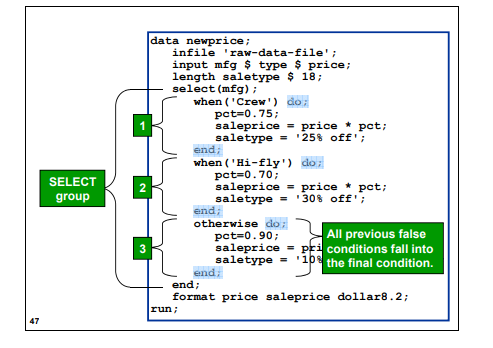 data newprice;
infile 'raw-data-file';
input mfg $ type $ price;
length saletype $ 18;
select(mfg);
when('Crew') do;
pct=0.75;
saleprice = price * pct;
saletype = '25% off';
end;
when('Hi-fly') do;
pct=0.70;
saleprice = price * pct;
saletype = '30% off';
end;
otherwise do;
pct=0.90;
saleprice = pri
saletype = '10%
end;
end;
format price saleprice dollar8.2;
run;
1
2
3
SELECT
group
All previous false
conditions fall into
the final condition.
47